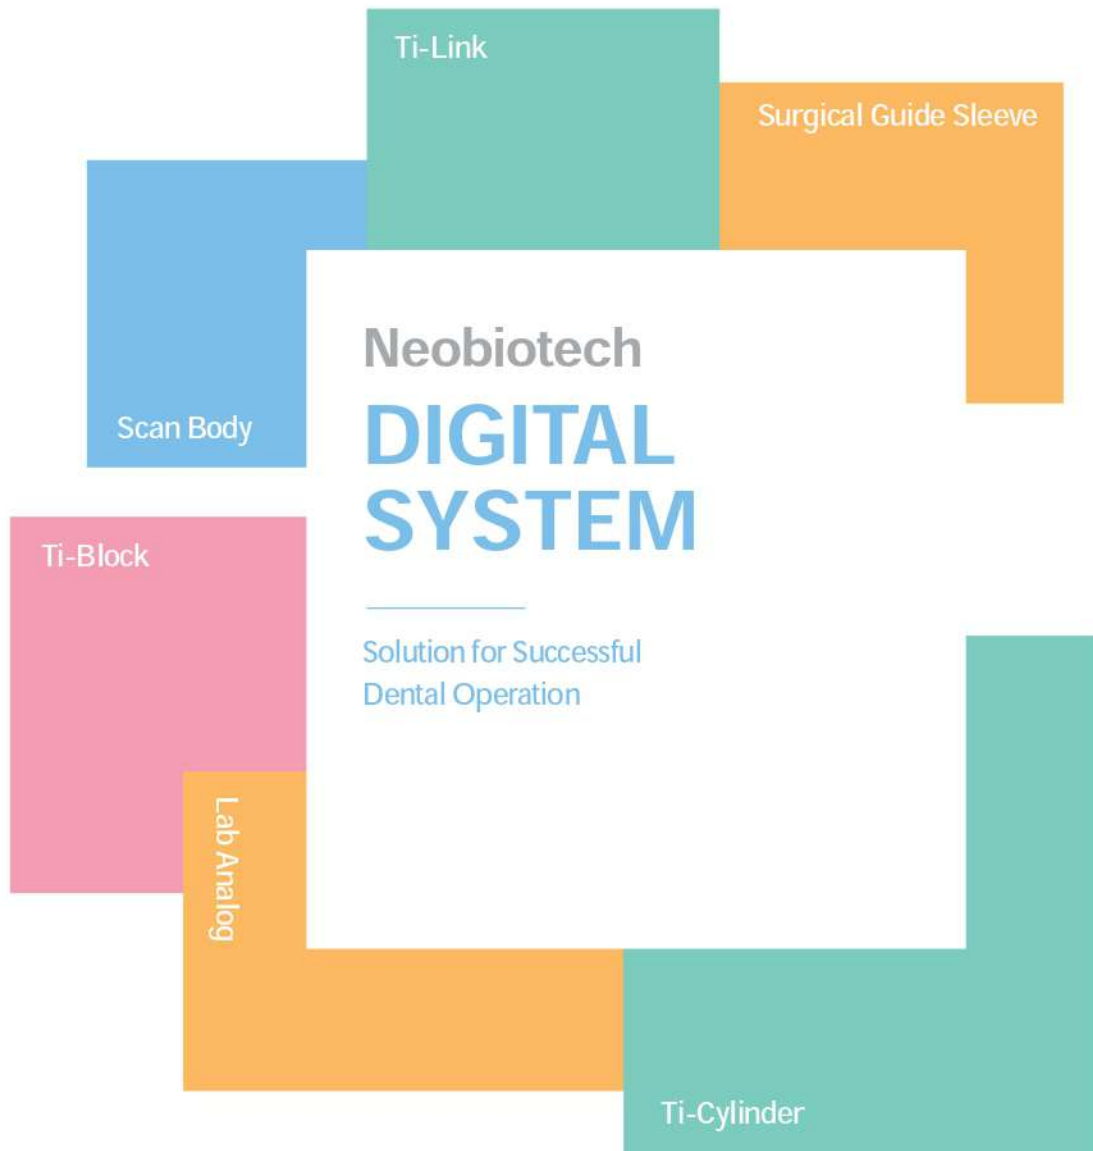 Ti-Link
Surgical Guide Sleeve
Scan Body
Neobiotech
DIGITAL
SYSTEM
Solution for Successful
Dental Operation
Ti-Block
Lab Analog
Ti-Cylinder